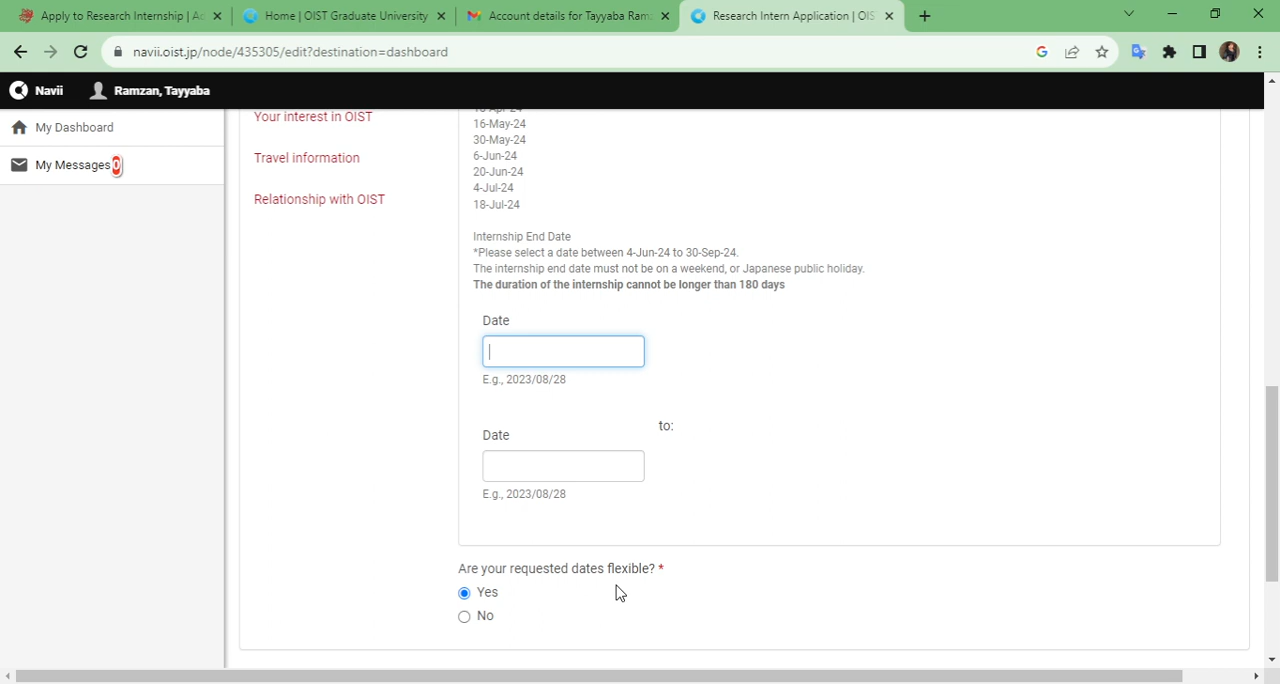 Apply to Research Internship | Ac
Home | OIST Graduate University
Account details for Tayyaba Ramz
Research Intern Application | OIS
navii.oist.jp/node/435305/edit?destination=dashboard
Navii
Ramzan, Tayyaba
My Dashboard
My Messages 0
Your interest in OIST
Travel information
Relationship with OIST
16-May-24
30-May-24
6-Jun-24
20-Jun-24
4-Jul-24
18-Jul-24
Internship End Date
*Please select a date between 4-Jun-24 to 30-Sep-24.
The internship end date must not be on a weekend, or Japanese public holiday.
The duration of the internship cannot be longer than 180 days
Date
E.g., 2023/08/28
to:
Date
E.g., 2023/08/28
Are your requested dates flexible? *
Yes
No